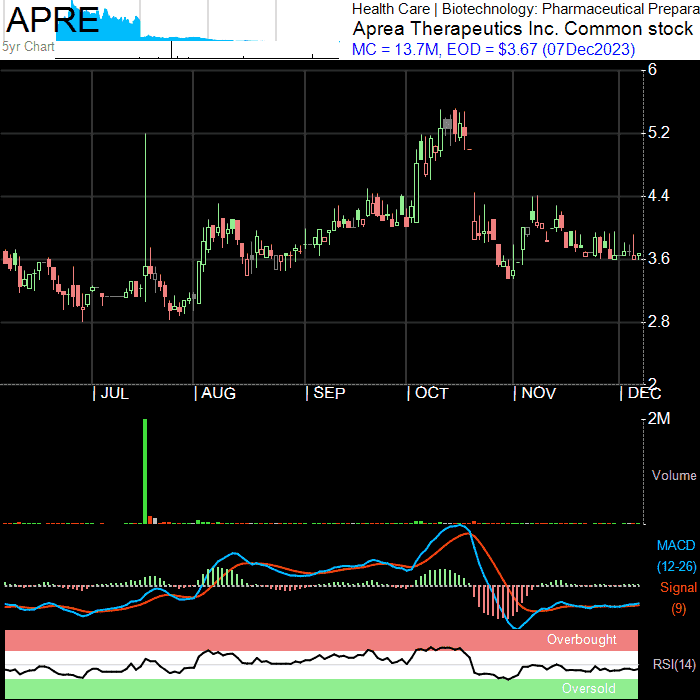 APRE
5yr Chart
Health Care | Biotechnology: Pharmaceutical Prepara
Aprea Therapeutics Inc. Common stock
MC = 13.7M, EOD = $3.67 (07Dec2023)
6
5.2
4.4
3.6
2.8
2
| JUL | AUG | SEP | OCT | NOV | DEC
2M
Volume
MACD
(12-26)
Signal
(9)
Overbought
RSI(14)
Oversold